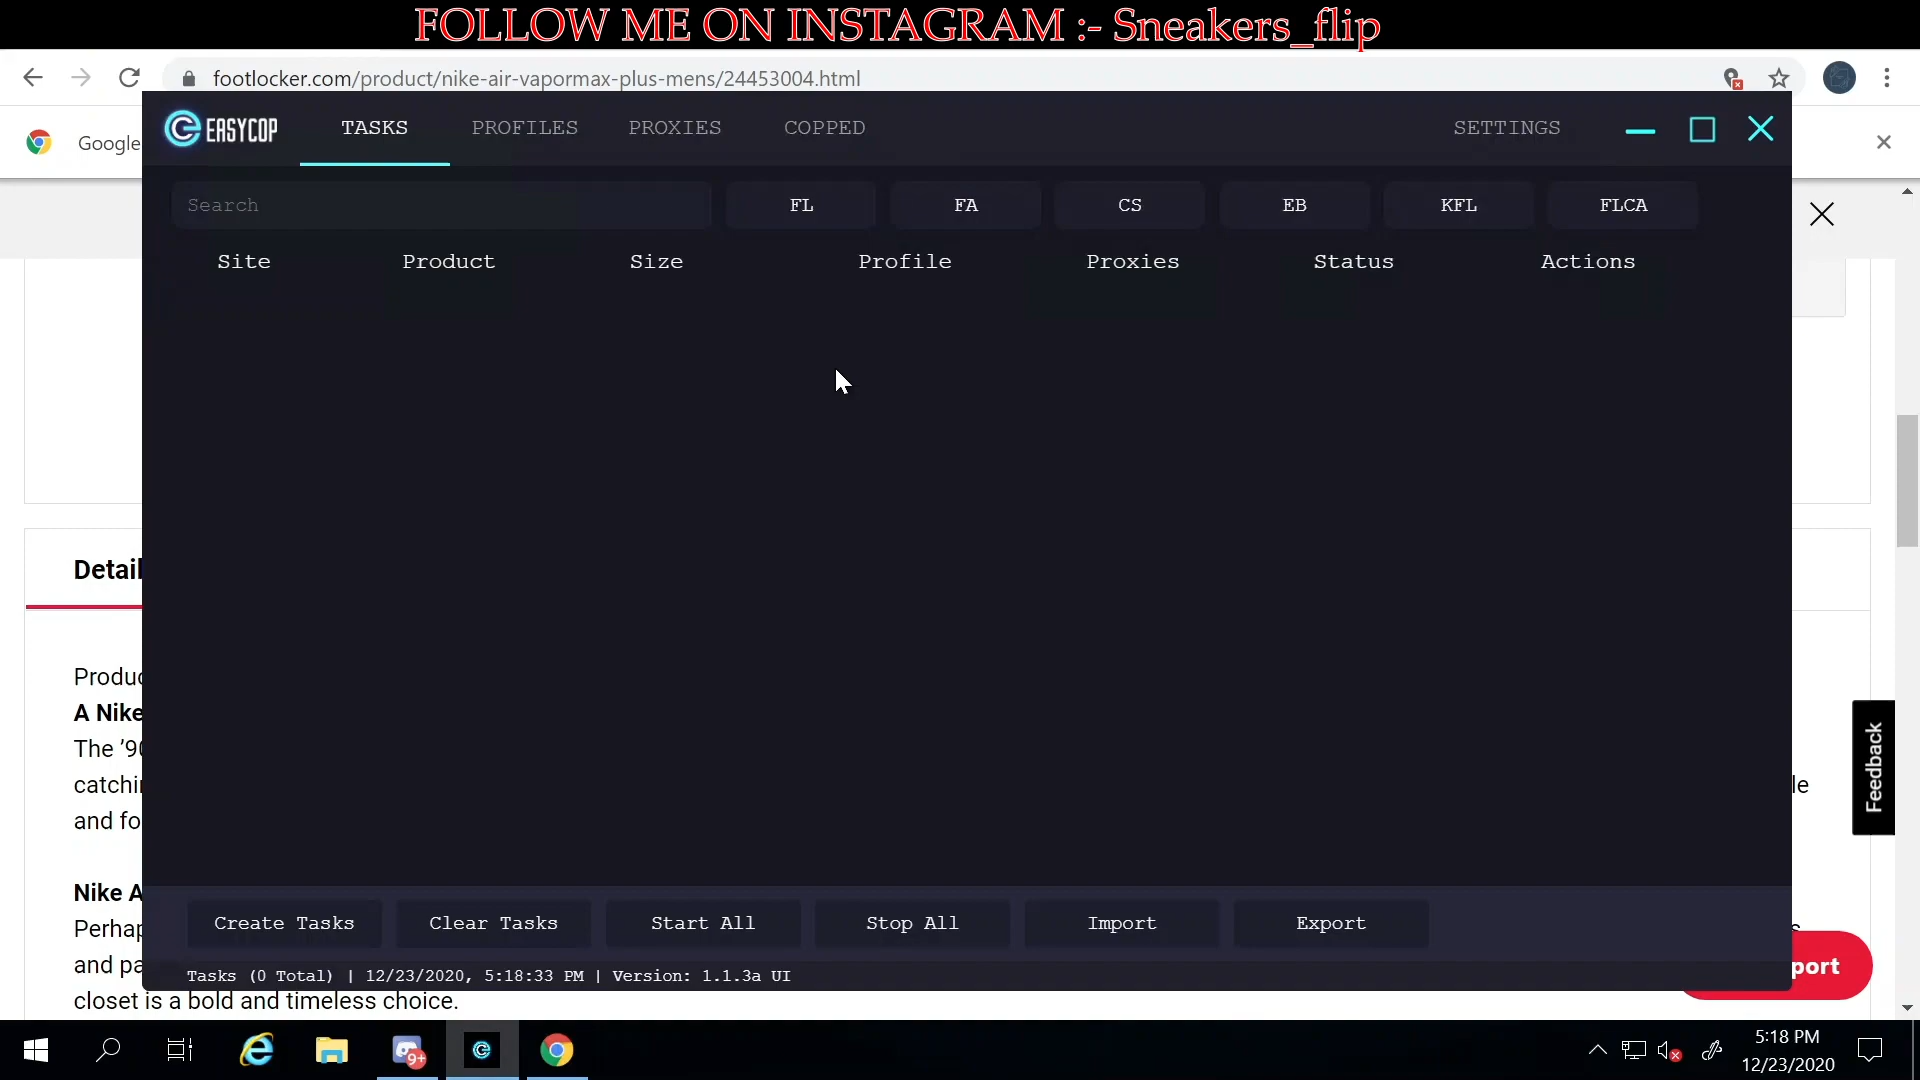 FOLLOW ME ON INSTAGRAM :- Sneakers_flip
footlocker.com/product/nike-air-vapormax-plus-mens/24453004.html
Google
EASYCOP TASKS PROFILES PROXIES COPPED SETTINGS
Search FL FA CS EB KFL FLCA
Site Product Size Profile Proxies Status Actions
Detail
Produc
A Nike
The ’90
catchin le
and fo
Feedback
Nike A
Perhap s
and pa port
closet is a bold and timeless choice.
Create Tasks Clear Tasks Start All Stop All Import Export
Tasks (0 Total) | 12/23/2020, 5:18:33 PM | Version: 1.1.3a UI
9+
5:18 PM
12/23/2020